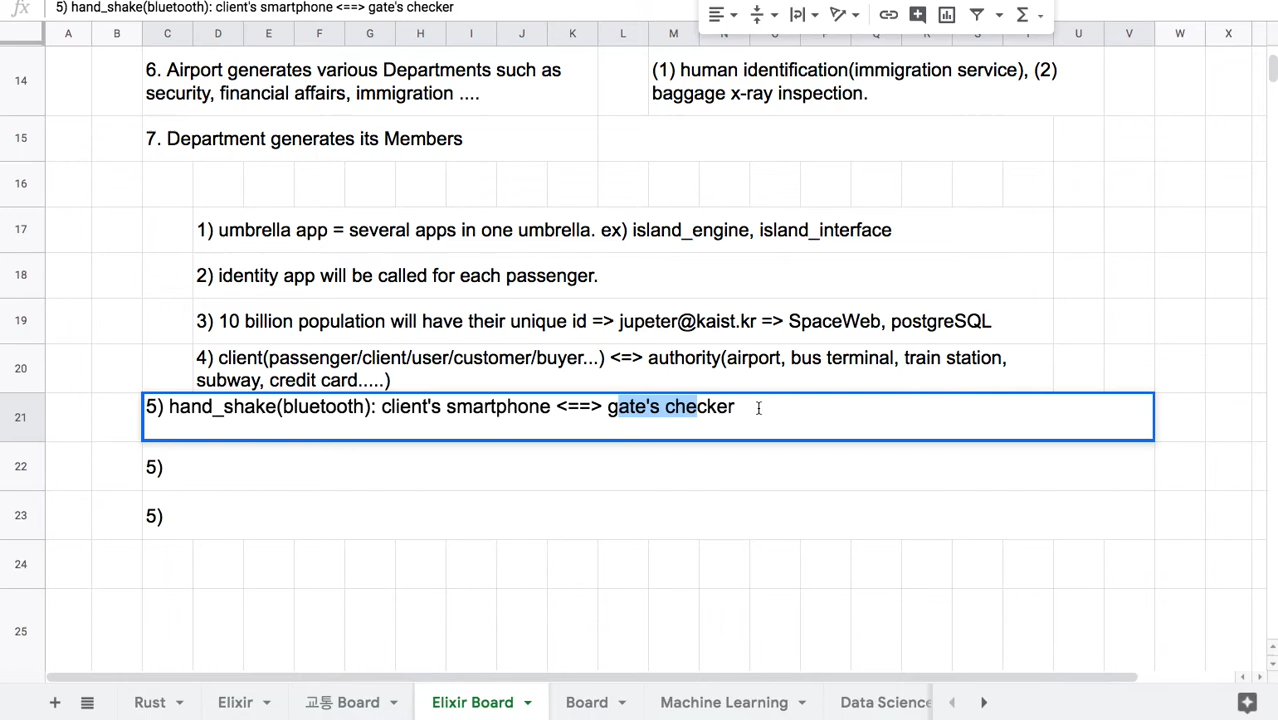 5) hand_shake(bluetooth): client's smartphone <==> gate's checker
A B C D E F G H I J K L M N O P Q R S T U V W X
14
6. Airport generates various Departments such as
security, financial affairs, immigration ....
(1) human identification(immigration service), (2)
baggage x-ray inspection.
15
7. Department generates its Members
16
17
1) umbrella app = several apps in one umbrella. ex) island_engine, island_interface
18
2) identity app will be called for each passenger.
19
3) 10 billion population will have their unique id => jupeter@kaist.kr => SpaceWeb, postgreSQL
20
4) client(passenger/client/user/customer/buyer...) <=> authority(airport, bus terminal, train station,
subway, credit card.....)
21
5) hand_shake(bluetooth): client's smartphone <==> gate's checker
22
5)
23
5)
24
25
Rust Elixir 교통 Board Elixir Board Board Machine Learning Data Science